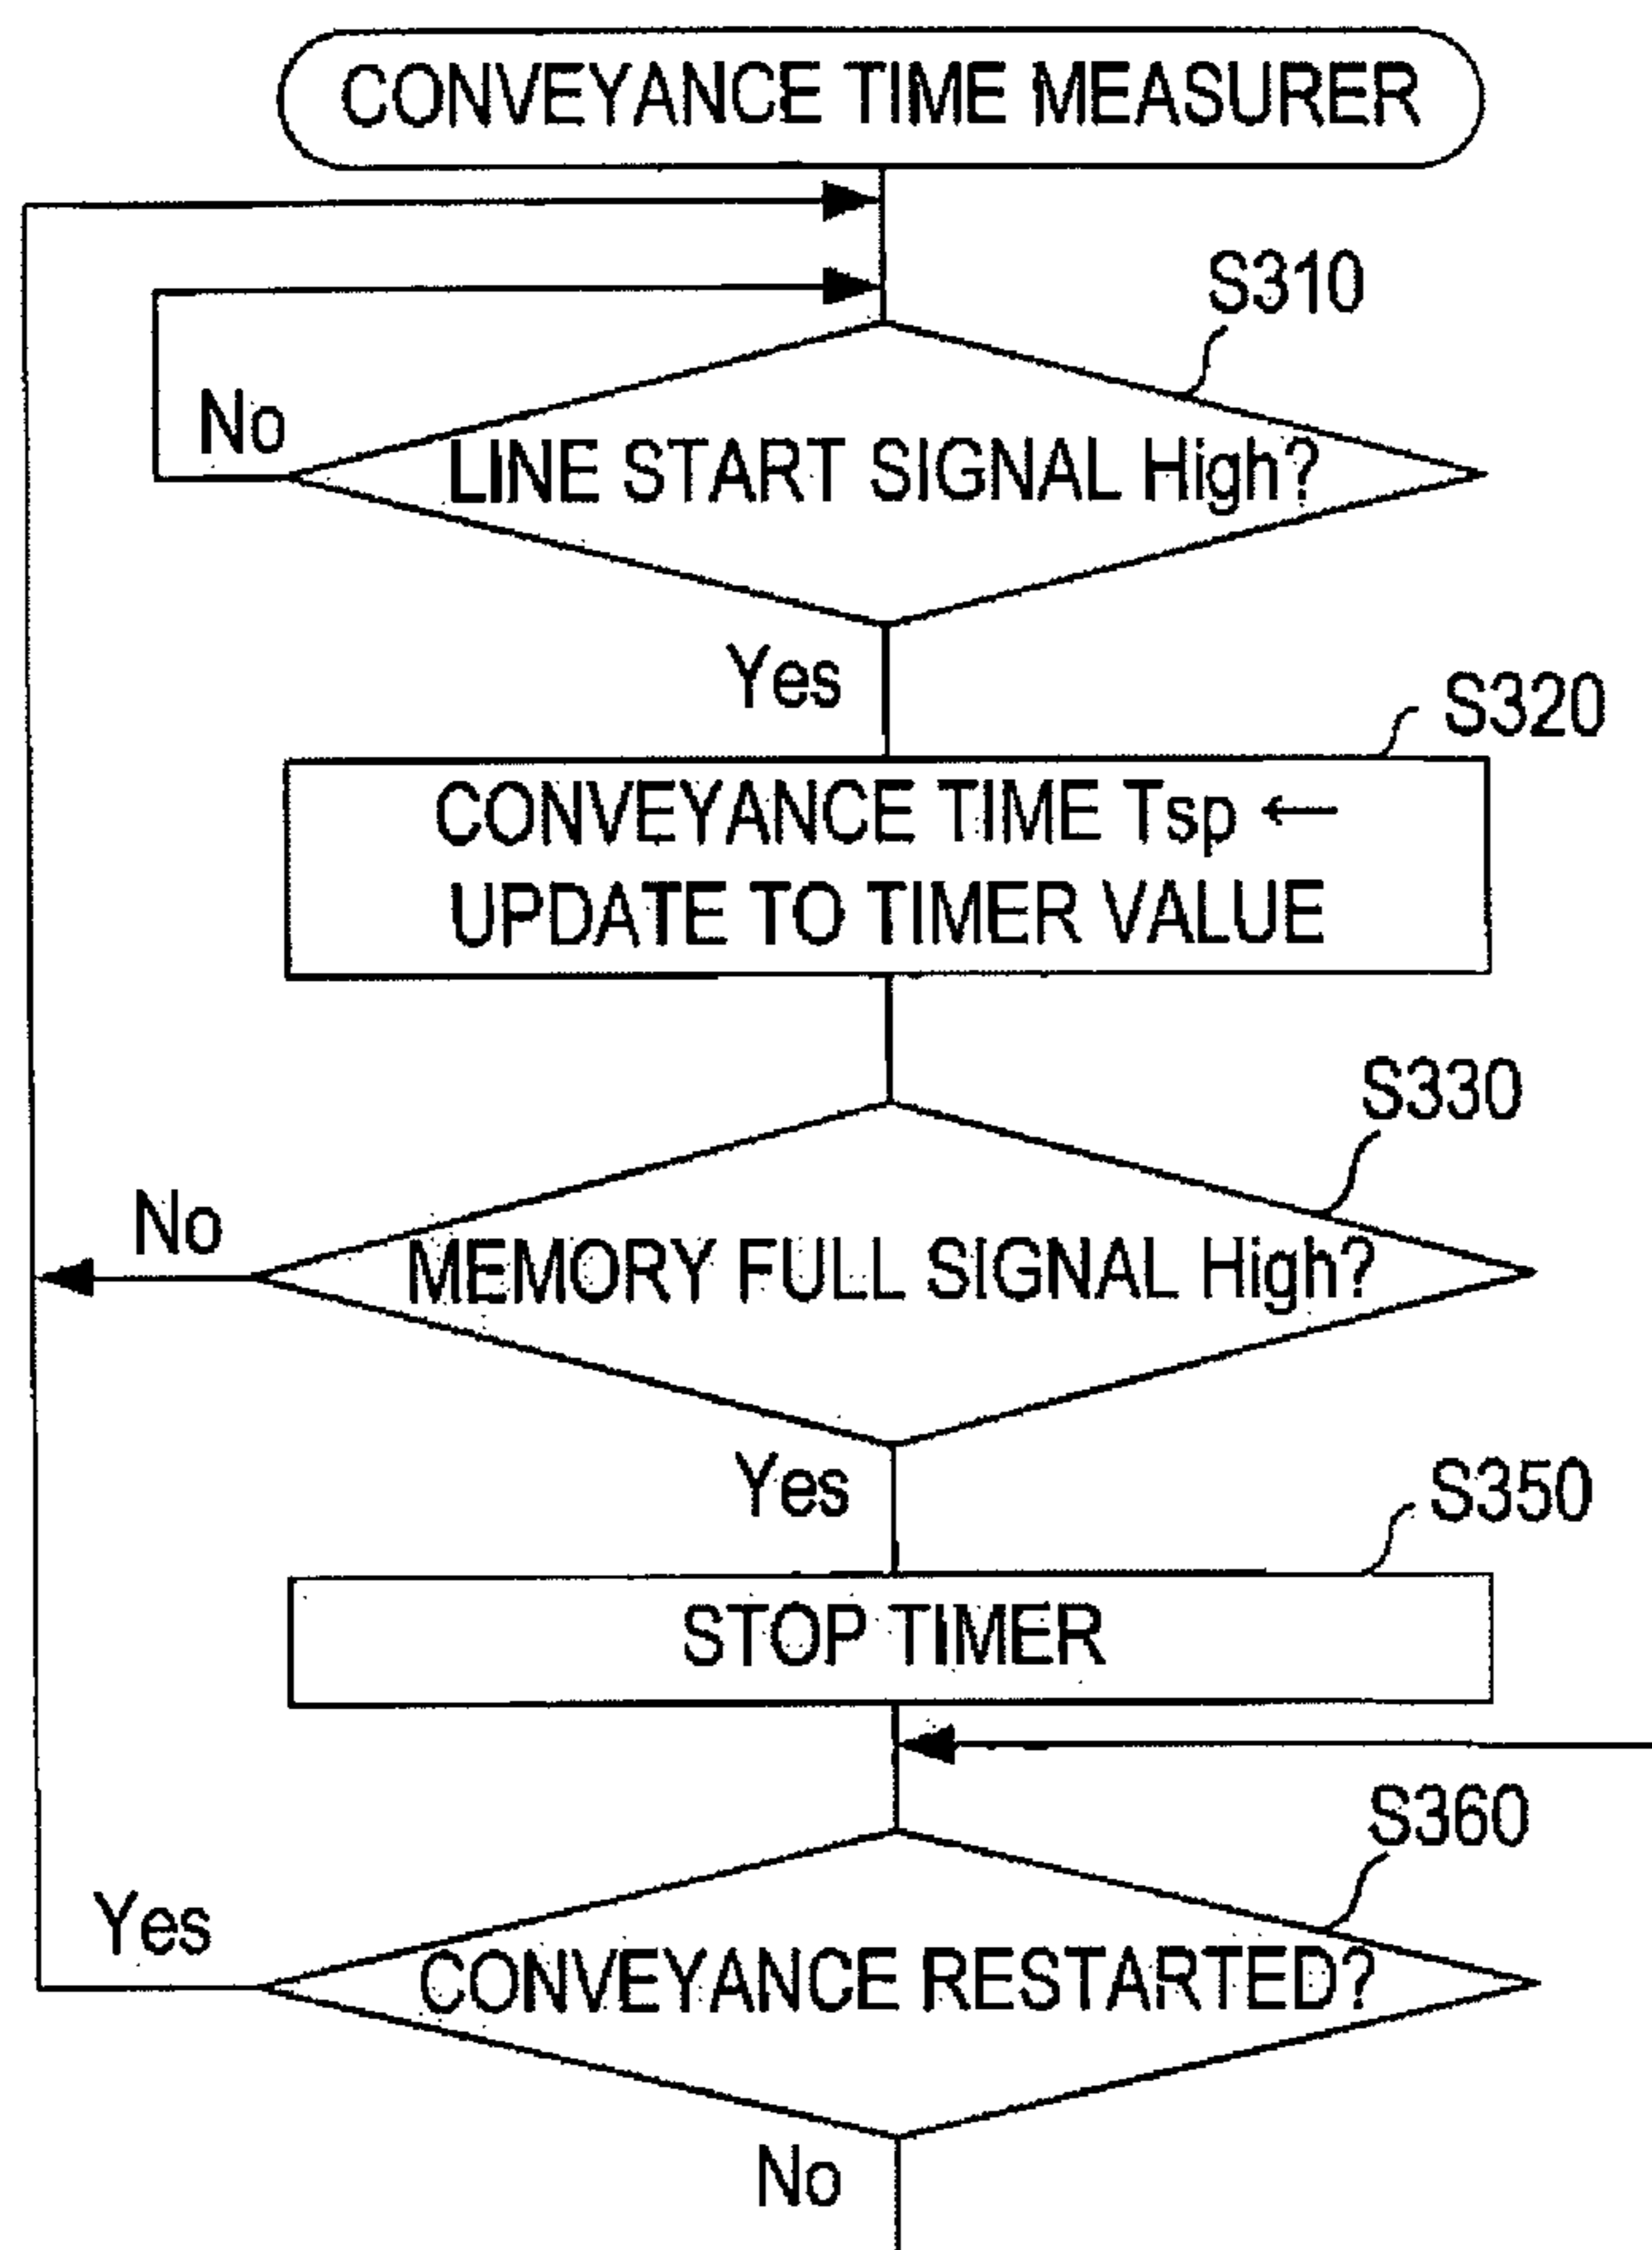 CONVEYANCE TIME MEASURER
S310
No
LINE START SIGNAL High?
Yes
S320
CONVEYANCE TIME Tsp ←
UPDATE TO TIMER VALUE
S330
No
MEMORY FULL SIGNAL High?
Yes
S350
STOP TIMER
S360
Yes
CONVEYANCE RESTARTED?
No